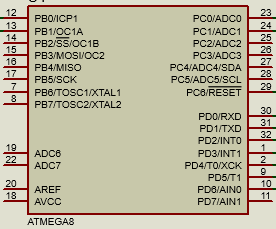 12 PB0/ICP1 PC0/ADC0 23
13 PB1/OC1A PC1/ADC1 24
14 PB2/SS/OC1B PC2/ADC2 25
15 PB3/MOSI/OC2 PC3/ADC3 26
16 PB4/MISO PC4/ADC4/SDA 27
17 PB5/SCK PC5/ADC5/SCL 28
7 PB6/TOSC1/XTAL1 PC6/RESET 29
8 PB7/TOSC2/XTAL2
PD0/RXD 30
PD1/TXD 31
PD2/INT0 32
19 ADC6 PD3/INT1 1
22 ADC7 PD4/T0/XCK 2
PD5/T1 9
20 AREF PD6/AIN0 10
18 AVCC PD7/AIN1 11
ATMEGA8